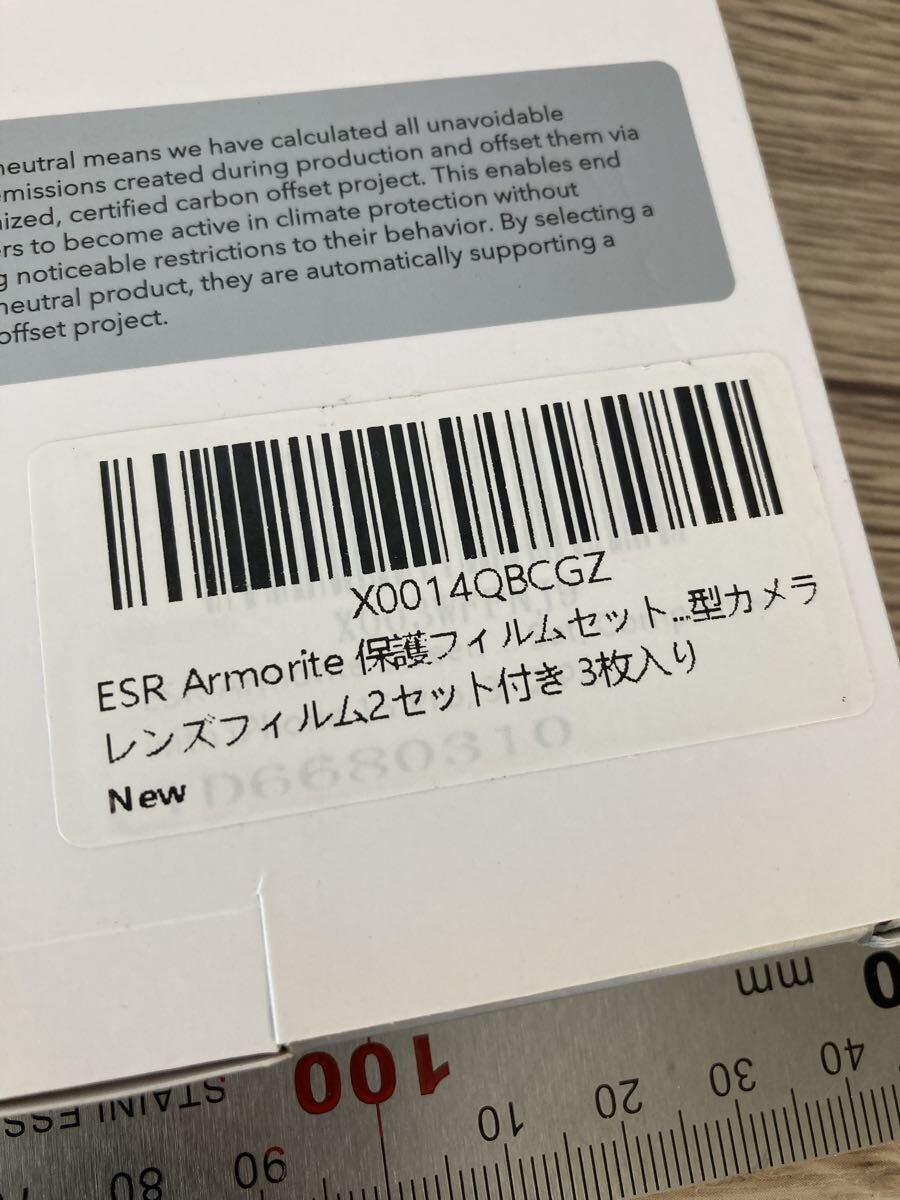 neutral means we have calculated all unavoidable
emissions created during production and offset them via
certified carbon offset project. This enables end
to become active in climate protection without
noticeable restrictions to their behavior. By selecting a
neutral product, they are automatically supporting a
offset project.
X0014QBCGZ
ESR Armorite 保護フィルムセット...型カメラ
レンズフィルム2セット付き 3枚入り
New
D6680310
mm
STAINLESS
100
10
20
30
40
80
90